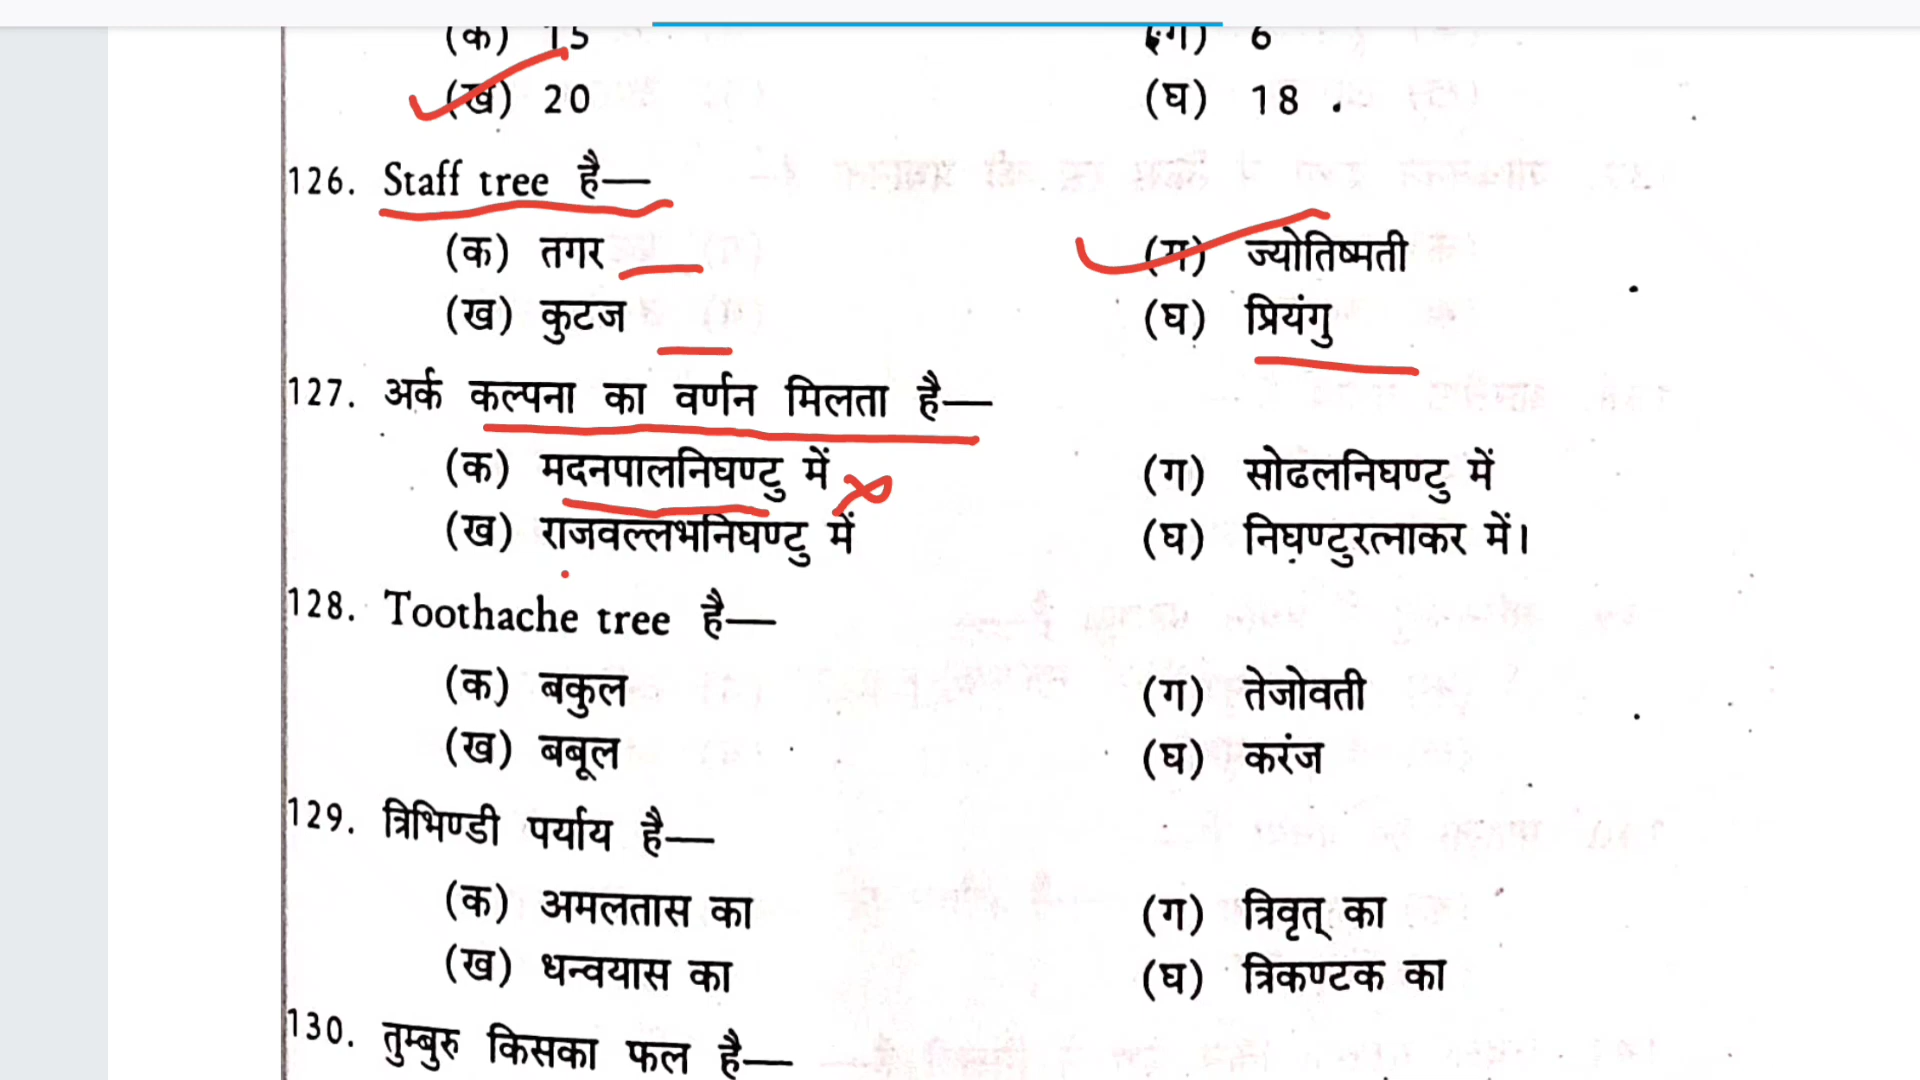 (क) 15 (ग) 6
(ख) 20 (घ) 18
126. Staff tree है—
(क) तगर (ग) ज्योतिष्मती
(ख) कुटज (घ) प्रियंगु
127. अर्क कल्पना का वर्णन मिलता है—
(क) मदनपालनिघण्टु में (ग) सोढलनिघण्टु में
(ख) राजवल्लभनिघण्टु में (घ) निघण्टुरत्नाकर में।
128. Toothache tree है—
(क) बकुल (ग) तेजोवती
(ख) बबूल (घ) करंज
129. त्रिभिण्डी पर्याय है—
(क) अमलतास का (ग) त्रिवृत् का
(ख) धन्वयास का (घ) त्रिकण्टक का
130. तुम्बुरु किसका फल है—